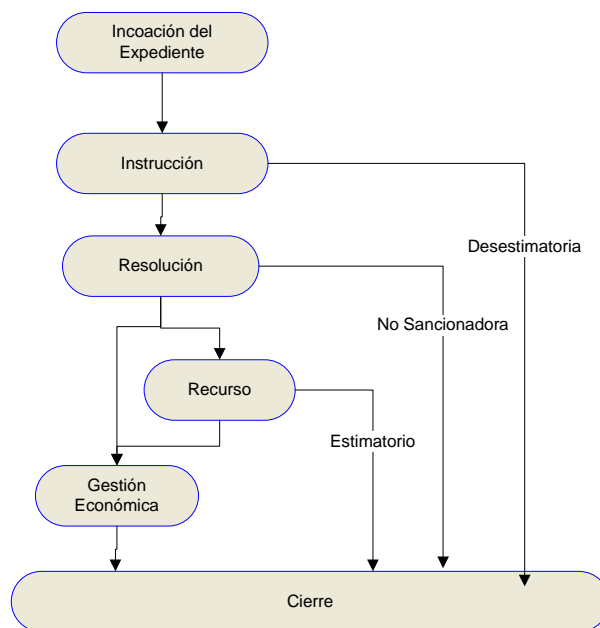 Incoación del
Expediente
Instrucción
Desestimatoria
Resolución
No Sancionadora
Recurso
Estimatorio
Gestión
Económica
Cierre